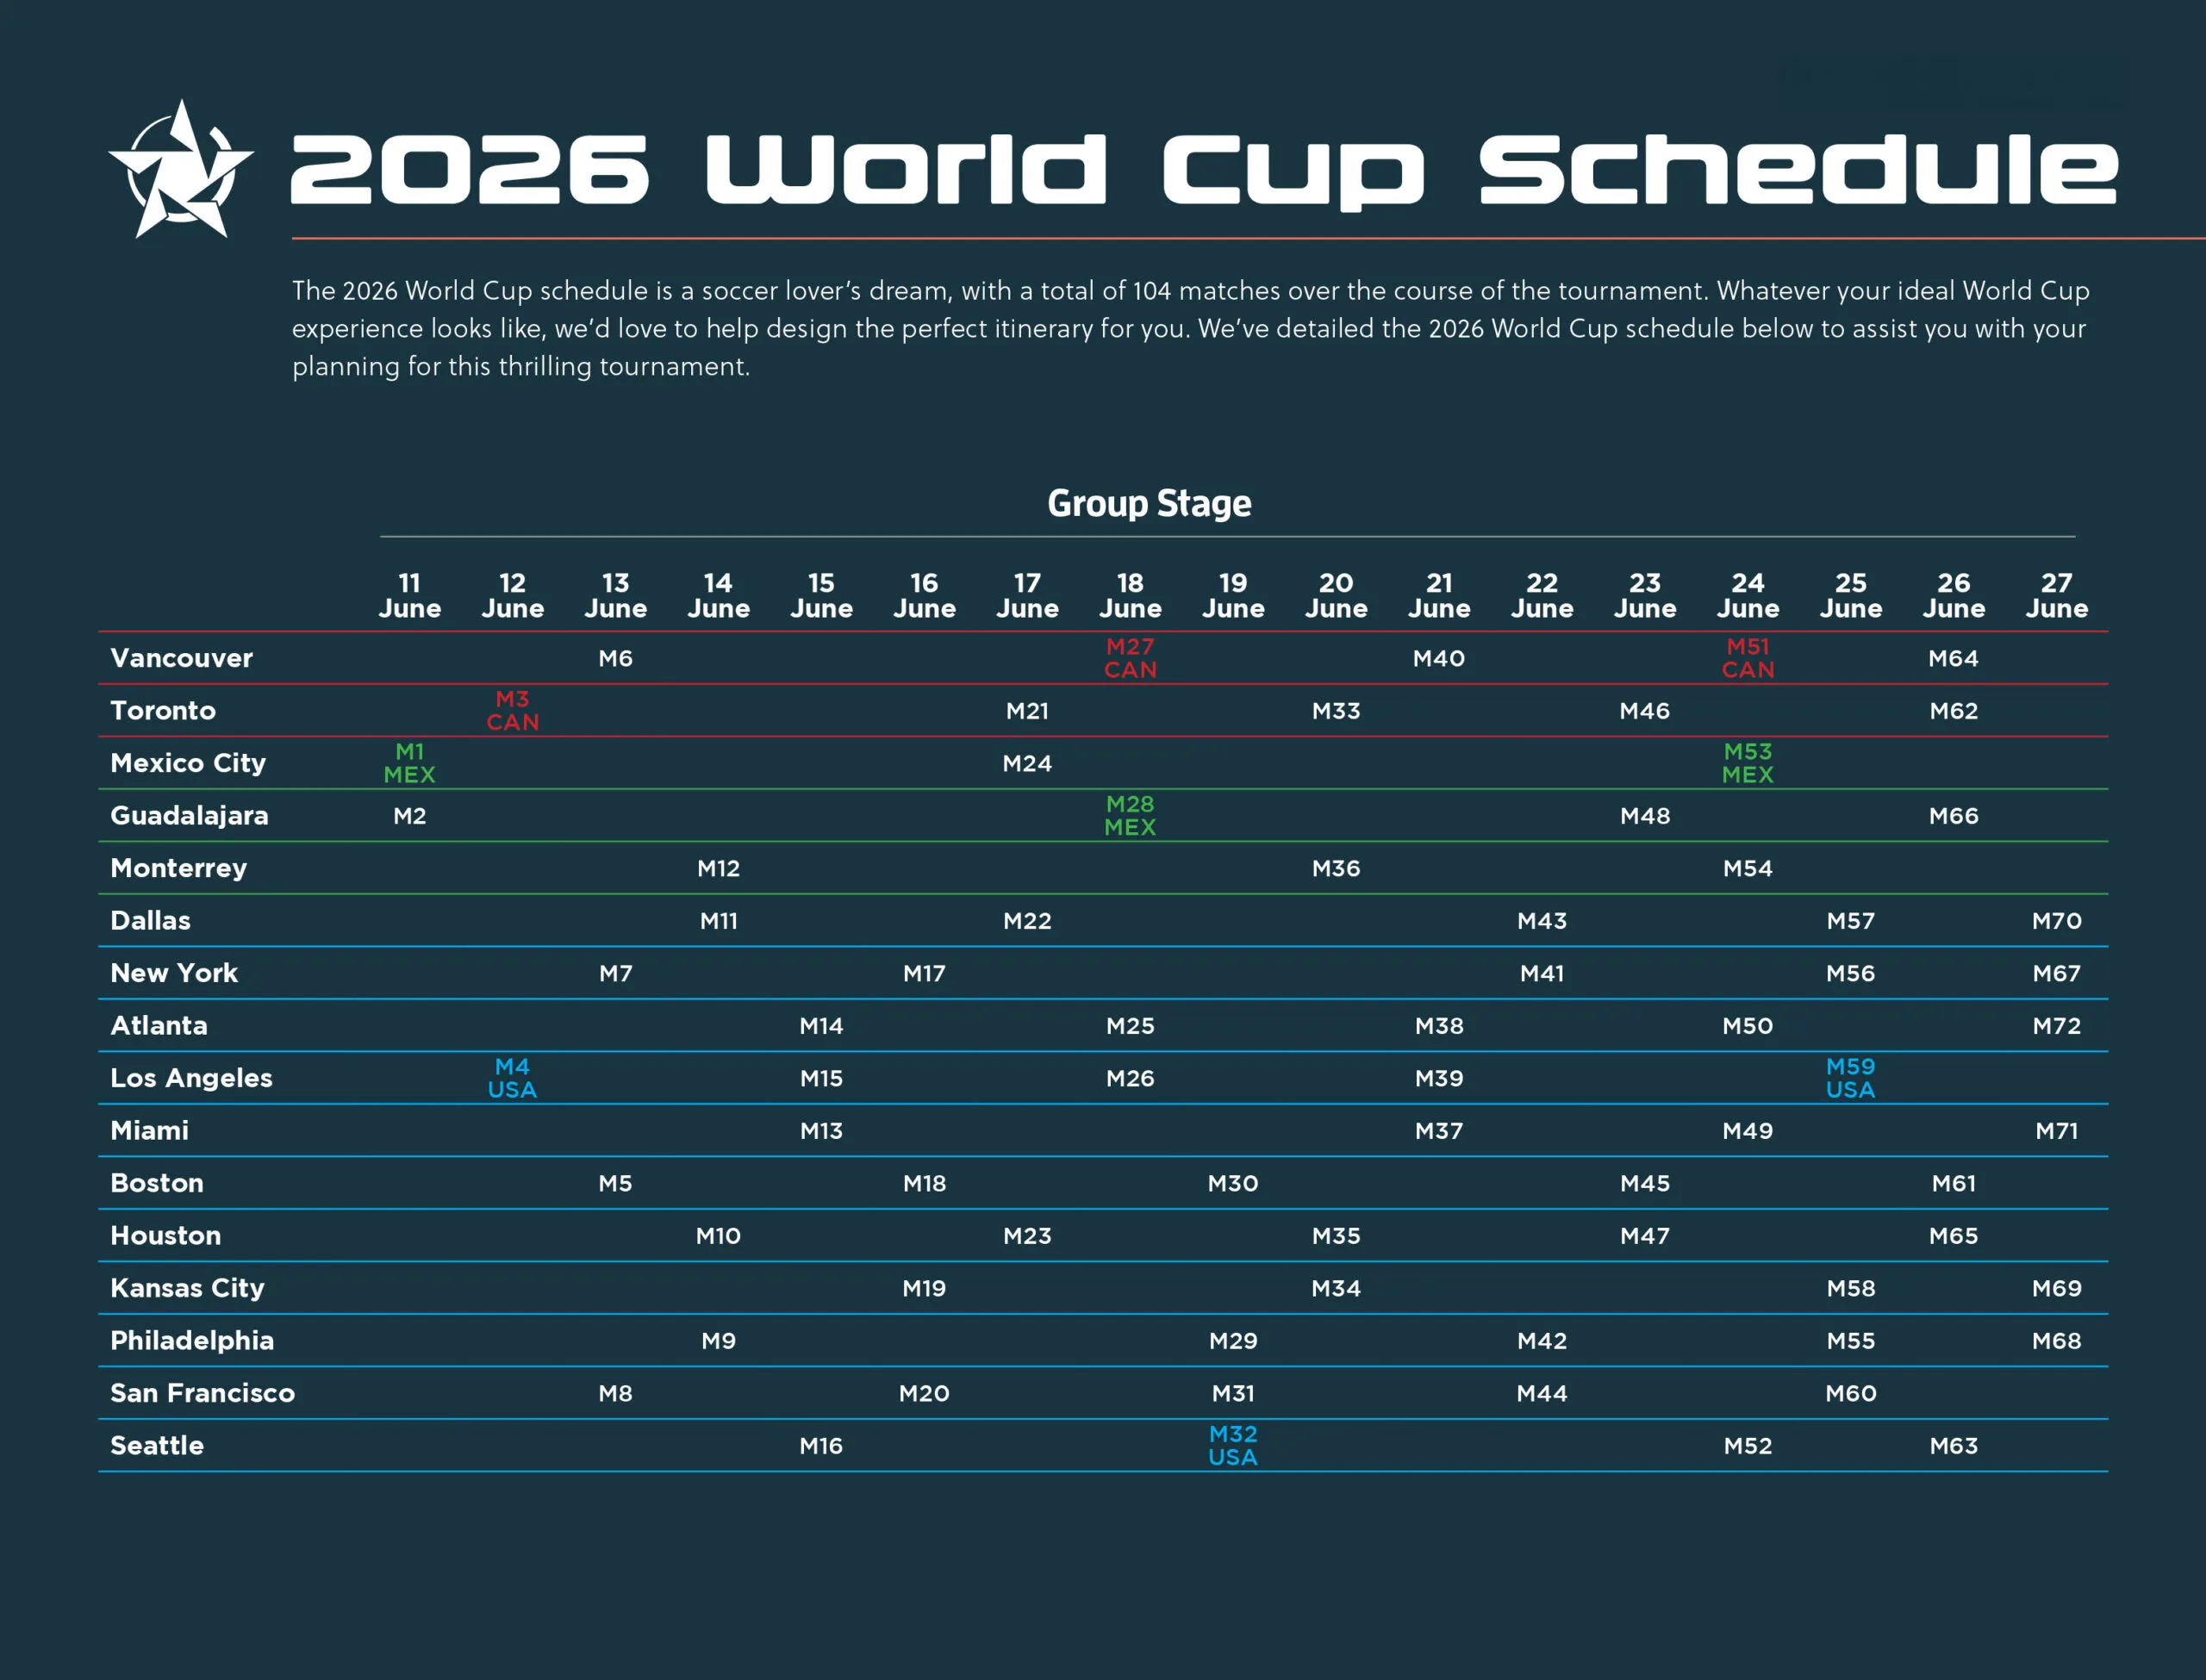 2026 World Cup Schedule
The 2026 World Cup schedule is a soccer lover’s dream, with a total of 104 matches over the course of the tournament. Whatever your ideal World Cup
experience looks like, we’d love to help design the perfect itinerary for you. We’ve detailed the 2026 World Cup schedule below to assist you with your
planning for this thrilling tournament.
Group Stage
11 12 13 14 15 16 17 18 19 20 21 22 23 24 25 26 27
June June June June June June June June June June June June June June June June June
Vancouver M6 M27 CAN M40 M51 CAN M64
Toronto M3 CAN M21 M33 M46 M62
Mexico City M1 MEX M24 M53 MEX
Guadalajara M2 M28 MEX M48 M66
Monterrey M12 M36 M54
Dallas M11 M22 M43 M57 M70
New York M7 M17 M41 M56 M67
Atlanta M14 M25 M38 M50 M72
Los Angeles M4 USA M15 M26 M39 M59 USA
Miami M13 M37 M49 M71
Boston M5 M18 M30 M45 M61
Houston M10 M23 M35 M47 M65
Kansas City M19 M34 M58 M69
Philadelphia M9 M29 M42 M55 M68
San Francisco M8 M20 M31 M44 M60
Seattle M16 M32 USA M52 M63